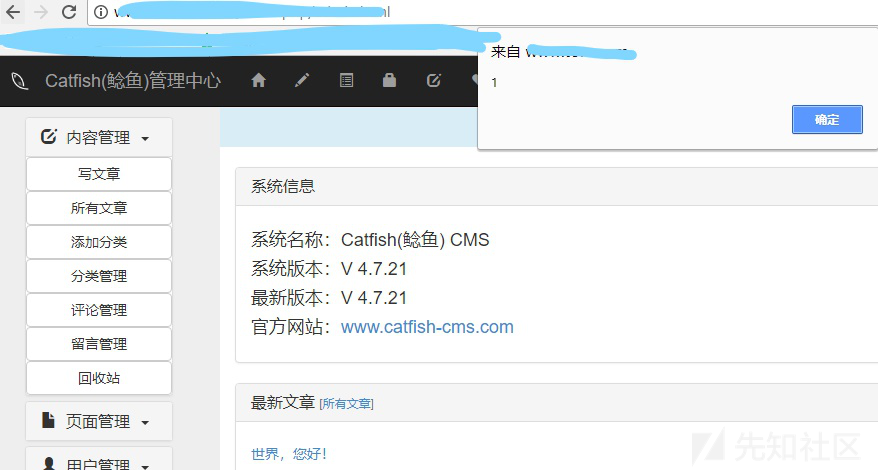 来自
1
确定
Catfish(鲶鱼)管理中心
内容管理
写文章
所有文章
添加分类
分类管理
评论管理
留言管理
回收站
页面管理
用户管理
系统信息
系统名称：Catfish(鲶鱼) CMS
系统版本：V 4.7.21
最新版本：V 4.7.21
官方网站：www.catfish-cms.com
最新文章 [所有文章]
世界，您好！
先知社区